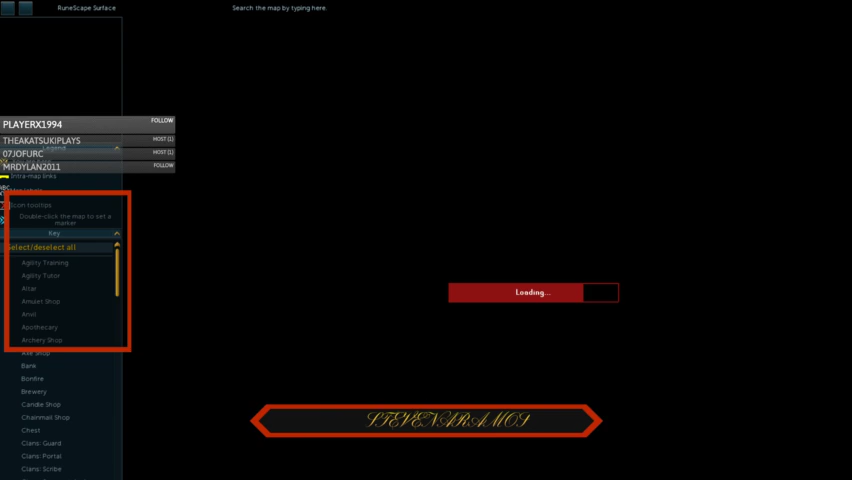 RuneScape Surface
Search the map by typing here.
PLAYERX1994 FOLLOW
THEAKATSUKIPLAYS HOST (1)
Legend
07JOFURC HOST (1)
MRDYLAN2011 FOLLOW
Intra-map links
Icon tooltips
Double-click the map to set a
marker
Key
Select/deselect all
Agility Training
Agility Tutor
Altar
Amulet Shop
Anvil
Apothecary
Archery Shop
Axe Shop
Bank
Bonfire
Brewery
Candle Shop
Chainmail Shop
Chest
Clans: Guard
Clans: Portal
Clans: Scribe
Loading...
STEVENARAMOS